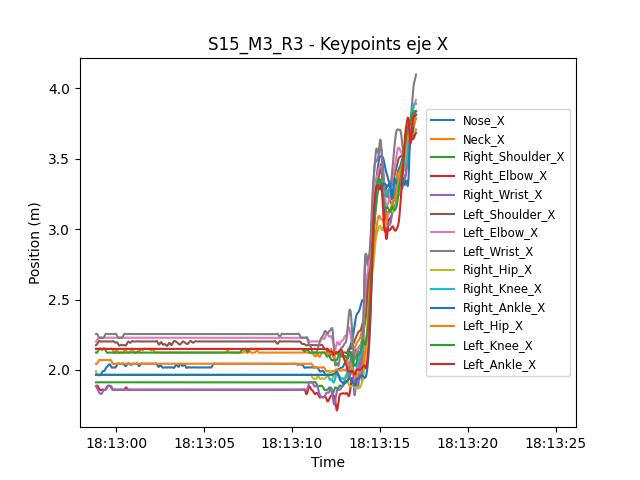 S15_M3_R3 - Keypoints eje X
4.0
3.5
3.0
2.5
2.0
Position (m)
Nose_X
Neck_X
Right_Shoulder_X
Right_Elbow_X
Right_Wrist_X
Left_Shoulder_X
Left_Elbow_X
Left_Wrist_X
Right_Hip_X
Right_Knee_X
Right_Ankle_X
Left_Hip_X
Left_Knee_X
Left_Ankle_X
18:13:00 18:13:05 18:13:10 18:13:15 18:13:20 18:13:25
Time